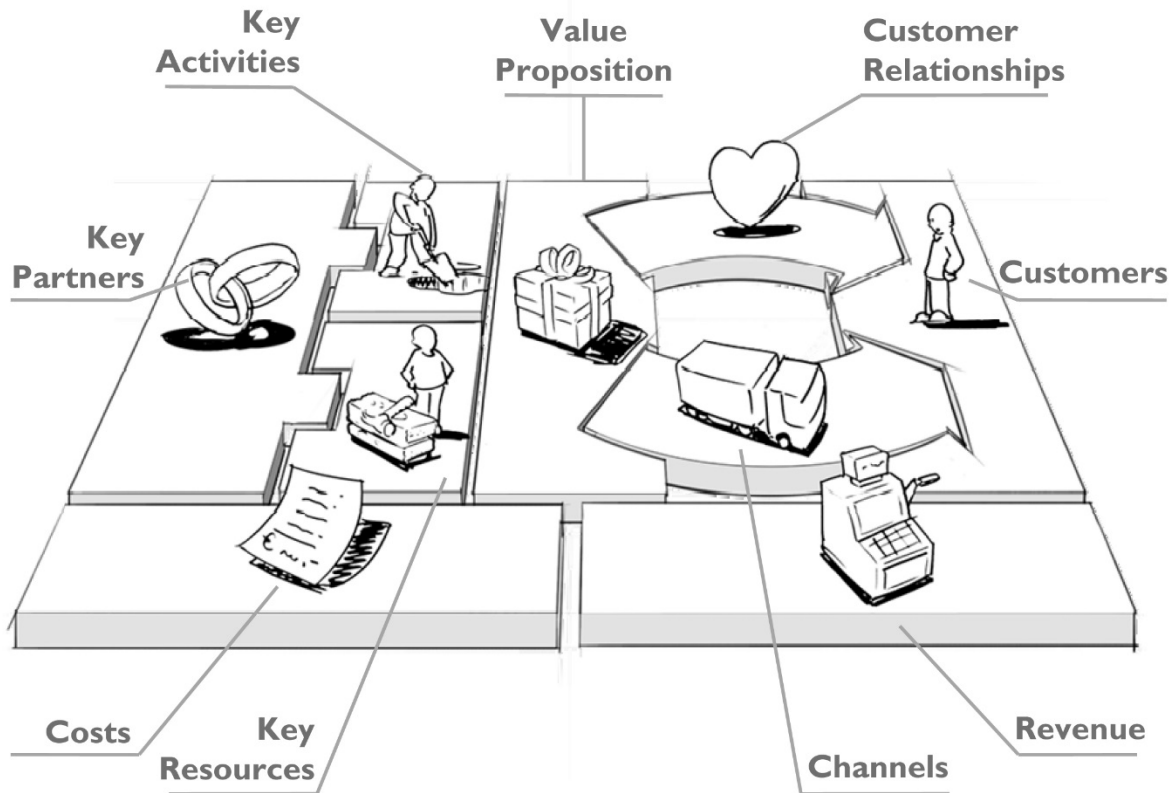 Key
Activities
Value
Proposition
Customer
Relationships
Key
Partners
Customers
Costs
Key
Resources
Channels
Revenue